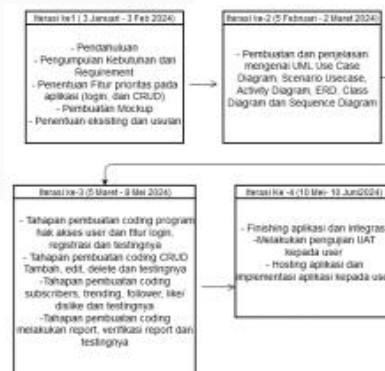 Iterasi ke1 ( 3 Januari - 3 Feb 2024)
- Pendahuluan
- Pengumpulan Kebutuhan dan
Requirement
- Penentuan Fitur prioritas pada
aplikasi (login, dan CRUD)
- Pembuatan Mockup
- Penentuan eksisting dan usulan
Iterasi ke-2 (5 Februari - 2 Maret 2024)
- Pembuatan dan penjelasan
mengenai UML Use Case
Diagram, Scenario Usecase,
Activity Diagram, ERD, Class
Diagram dan Sequence Diagram
Iterasi ke-3 (5 Maret - 9 Mei 2024)
- Tahapan pembuatan coding program
hak akses user dan fitur login,
registrasi dan testingnya
- Tahapan pembuatan coding CRUD
Tambah, edit, delete dan testingnya
-Tahapan pembuatan coding
subscribers, trending, follower, like/
dislike dan testingnya
-Tahapan pembuatan coding
melakukan report, verifikasi report dan
testingnya
Iterasi Ke -4 (10 Mei- 10 Juni2024)
- Finishing aplikasi dan integras
-Melakukan pengujian UAT
kepada user
- Hosting aplikasi dan
implementasi aplikasi kepada use